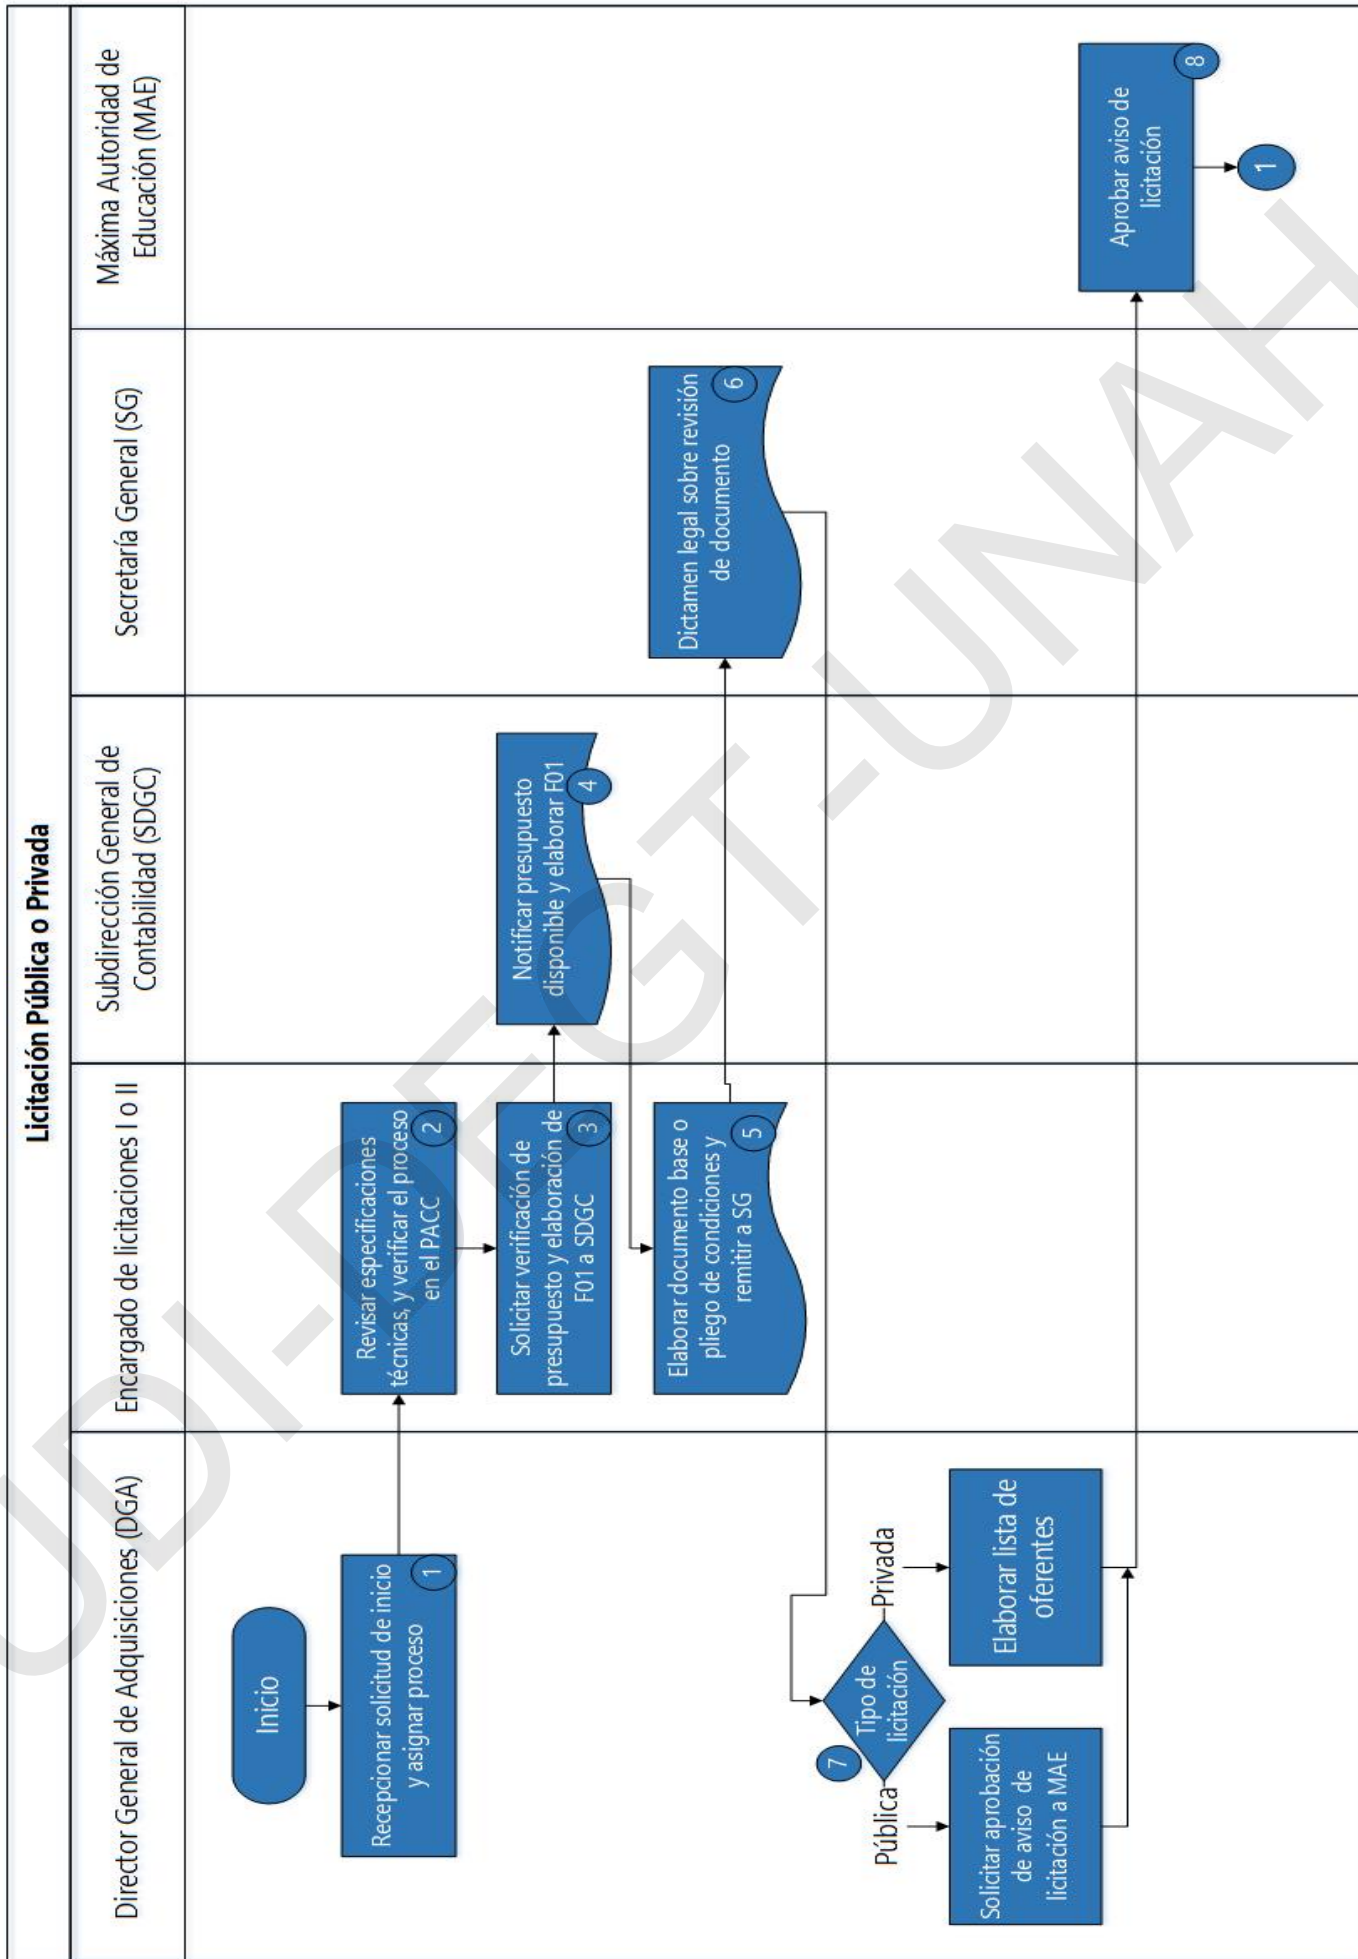 Licitación Pública o Privada
Director General de Adquisiciones (DGA)
Encargado de licitaciones I o II
Subdirección General de
Contabilidad (SDGC)
Secretaría General (SG)
Máxima Autoridad de
Educación (MAE)
Inicio
Recepcionar solicitud de inicio
y asignar proceso
1
Revisar especificaciones
técnicas, y verificar el proceso
en el PACC
2
Solicitar verificación de
presupuesto y elaboración de
F01 a SDGC
3
Notificar presupuesto
disponible y elaborar F01
4
Elaborar documento base o
pliego de condiciones y
remitir a SG
5
Dictamen legal sobre revisión
de documento
6
7
Tipo de
licitación
Pública
Privada
Solicitar aprobación
de aviso de
licitación a MAE
Elaborar lista de
oferentes
Aprobar aviso de
licitación
8
1
UDI-DEGT-UNAH